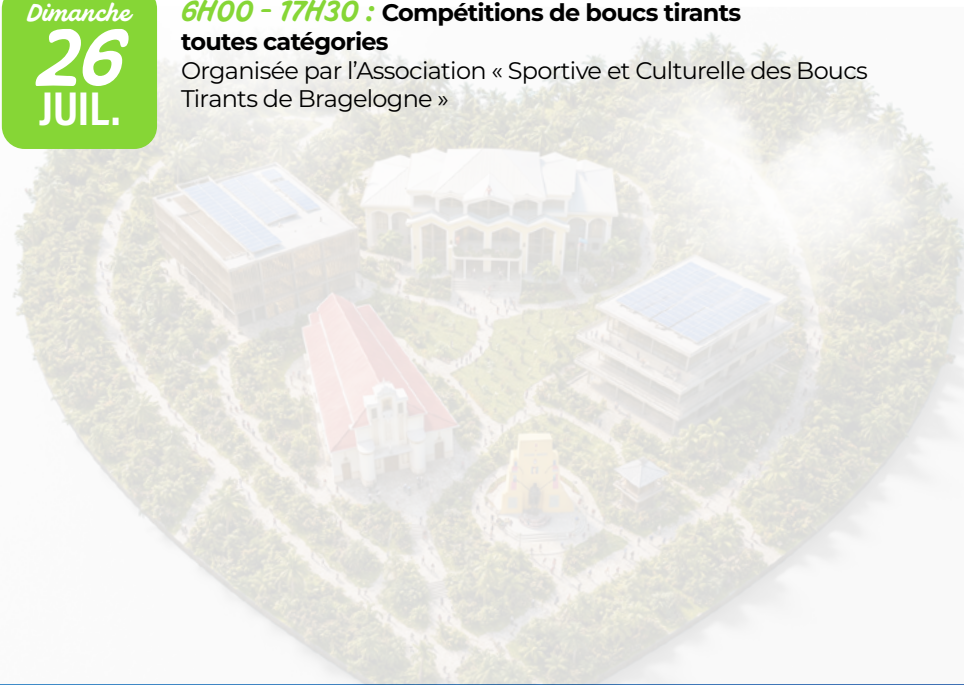 Dimanche
26
JUIL.
6H00 - 17H30 : Compétitions de boucs tirants
toutes catégories
Organisée par l'Association « Sportive et Culturelle des Boucs
Tirants de Bragelogne »